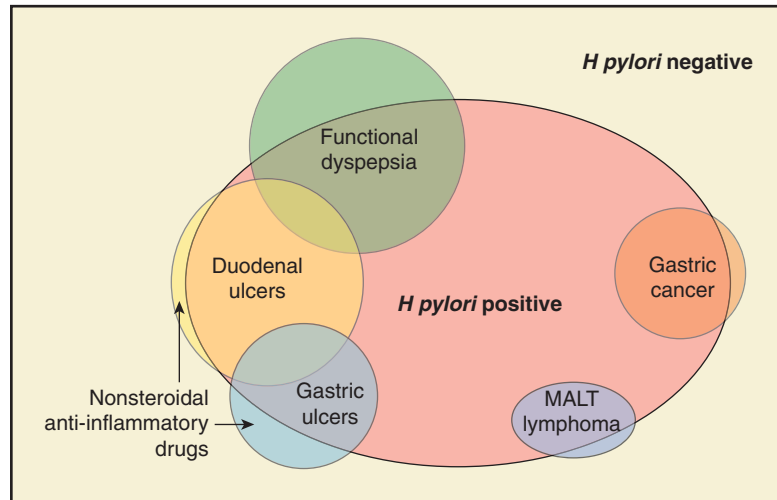 H pylori negative
Functional
dyspepsia
Duodenal
ulcers
Gastric
cancer
H pylori positive
Nonsteroidal
anti-inflammatory
drugs
Gastric
ulcers
MALT
lymphoma